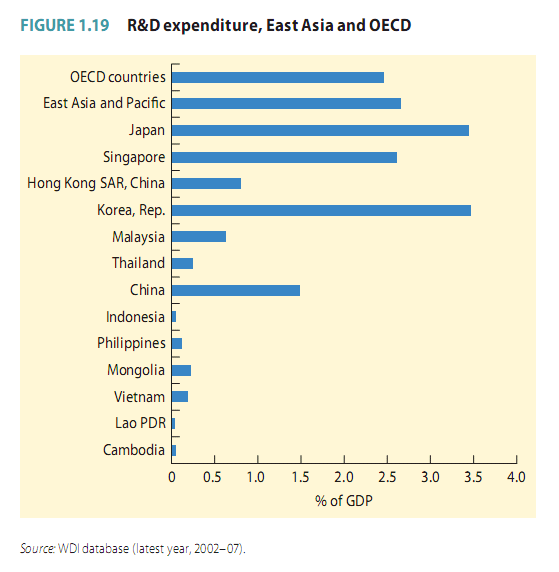 FIGURE 1.19 R&D expenditure, East Asia and OECD
OECD countries
East Asia and Pacific
Japan
Singapore
Hong Kong SAR, China
Korea, Rep.
Malaysia
Thailand
China
Indonesia
Philippines
Mongolia
Vietnam
Lao PDR
Cambodia
0 0.5 1.0 1.5 2.0 2.5 3.0 3.5 4.0
% of GDP
Source: WDI database (latest year, 2002–07).